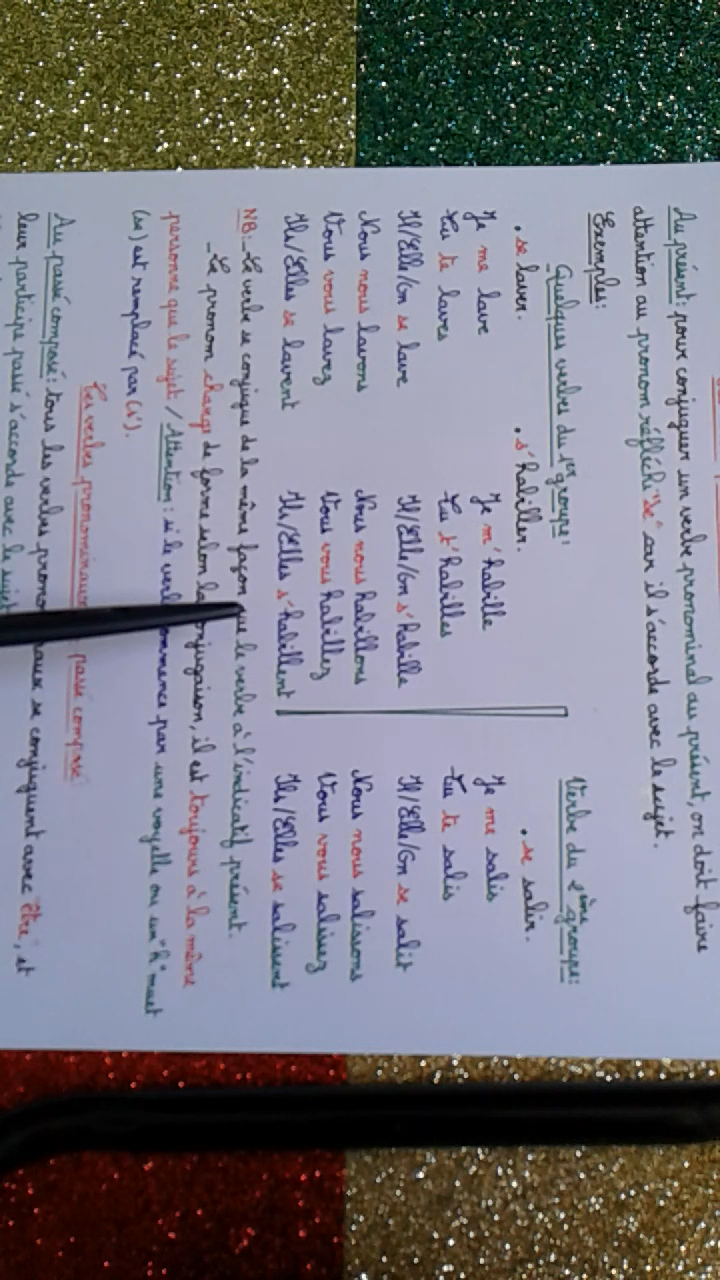 Au présent: pour conjuguer un verbe pronominal au présent, on doit faire
attention au pronom réfléchi "se" car il s'accorde avec le sujet.
Exemples:
Quelques verbe du 1er groupe: Verbe du 2ème groupe:
• se laver. • s'habiller. • se salir.
Je me lave Je m'habille Je me salis
Tu te laves Tu t'habilles Tu te salis
Il/Elle/On se lave Il/Elle/On s'habille Il/Elle/On se salit
Nous nous lavons Nous nous habillons Nous nous salissons
Vous vous lavez Vous vous habillez Vous vous salissez
Ils/Elles se lavent Ils/Elles s'habillent Ils/Elles se salissent
NB: - Le verbe se conjugue de la même façon que le verbe à l'indicatif présent.
- Le pronom change de forme selon la conjugaison, il est toujours à la même
personne que le sujet / Attention: si le verbe commence par une voyelle ou un "h" muet
(se) est remplacé par (s').
Les verbes pronominaux passé composé
Au passé composé: tous les verbes pronominaux se conjuguent avec "être", et
leur participe passé s'accorde avec le sujet